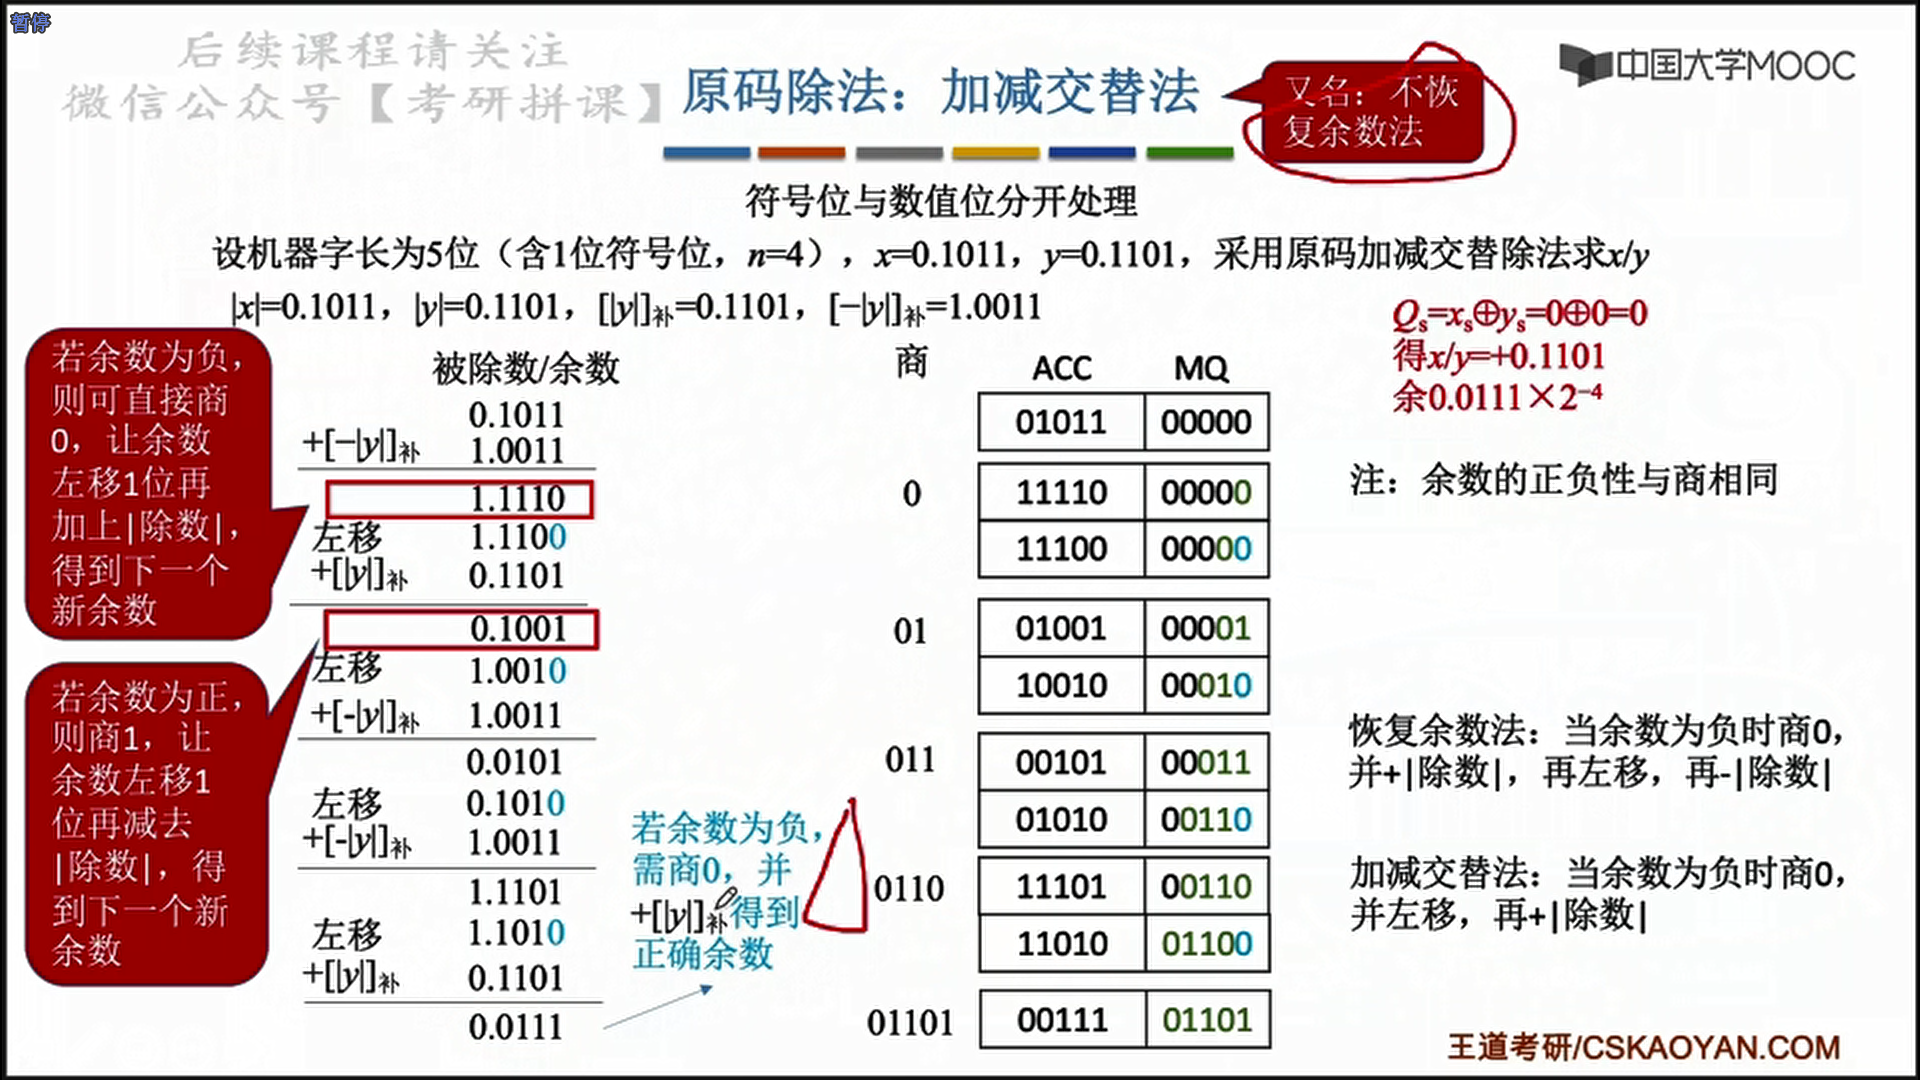 暂停
后续课程请关注
微信公众号【考研拼课】
原码除法：加减交替法
又名：不恢
复余数法
中国大学MOOC
符号位与数值位分开处理
设机器字长为5位（含1位符号位，n=4），x=0.1011，y=0.1101，采用原码加减交替除法求x/y
|x|=0.1011，|y|=0.1101，[|y|]补=0.1101，[−|y|]补=1.0011
Qs=xs⊕ys=0⊕0=0
得x/y=+0.1101
余0.0111×2⁻⁴
注：余数的正负性与商相同
若余数为负，
则可直接商
0，让余数
左移1位再
加上|除数|，
得到下一个
新余数
若余数为正，
则商1，让
余数左移1
位再减去
|除数|，得
到下一个新
余数
被除数/余数
0.1011
+[−|y|]补 1.0011
1.1110
左移 1.1100
+[|y|]补 0.1101
0.1001
左移 1.0010
+[-|y|]补 1.0011
0.0101
左移 0.1010
+[-|y|]补 1.0011
1.1101
左移 1.1010
+[|y|]补 0.1101
0.0111
若余数为负，
需商0，并
+[|y|]补得到
正确余数
商 ACC MQ
01011 00000
0 11110 00000
11100 00000
01 01001 00001
10010 00010
011 00101 00011
01010 00110
0110 11101 00110
11010 01100
01101 00111 01101
恢复余数法：当余数为负时商0，
并+|除数|，再左移，再-|除数|
加减交替法：当余数为负时商0，
并左移，再+|除数|
王道考研/CSKAOYAN.COM